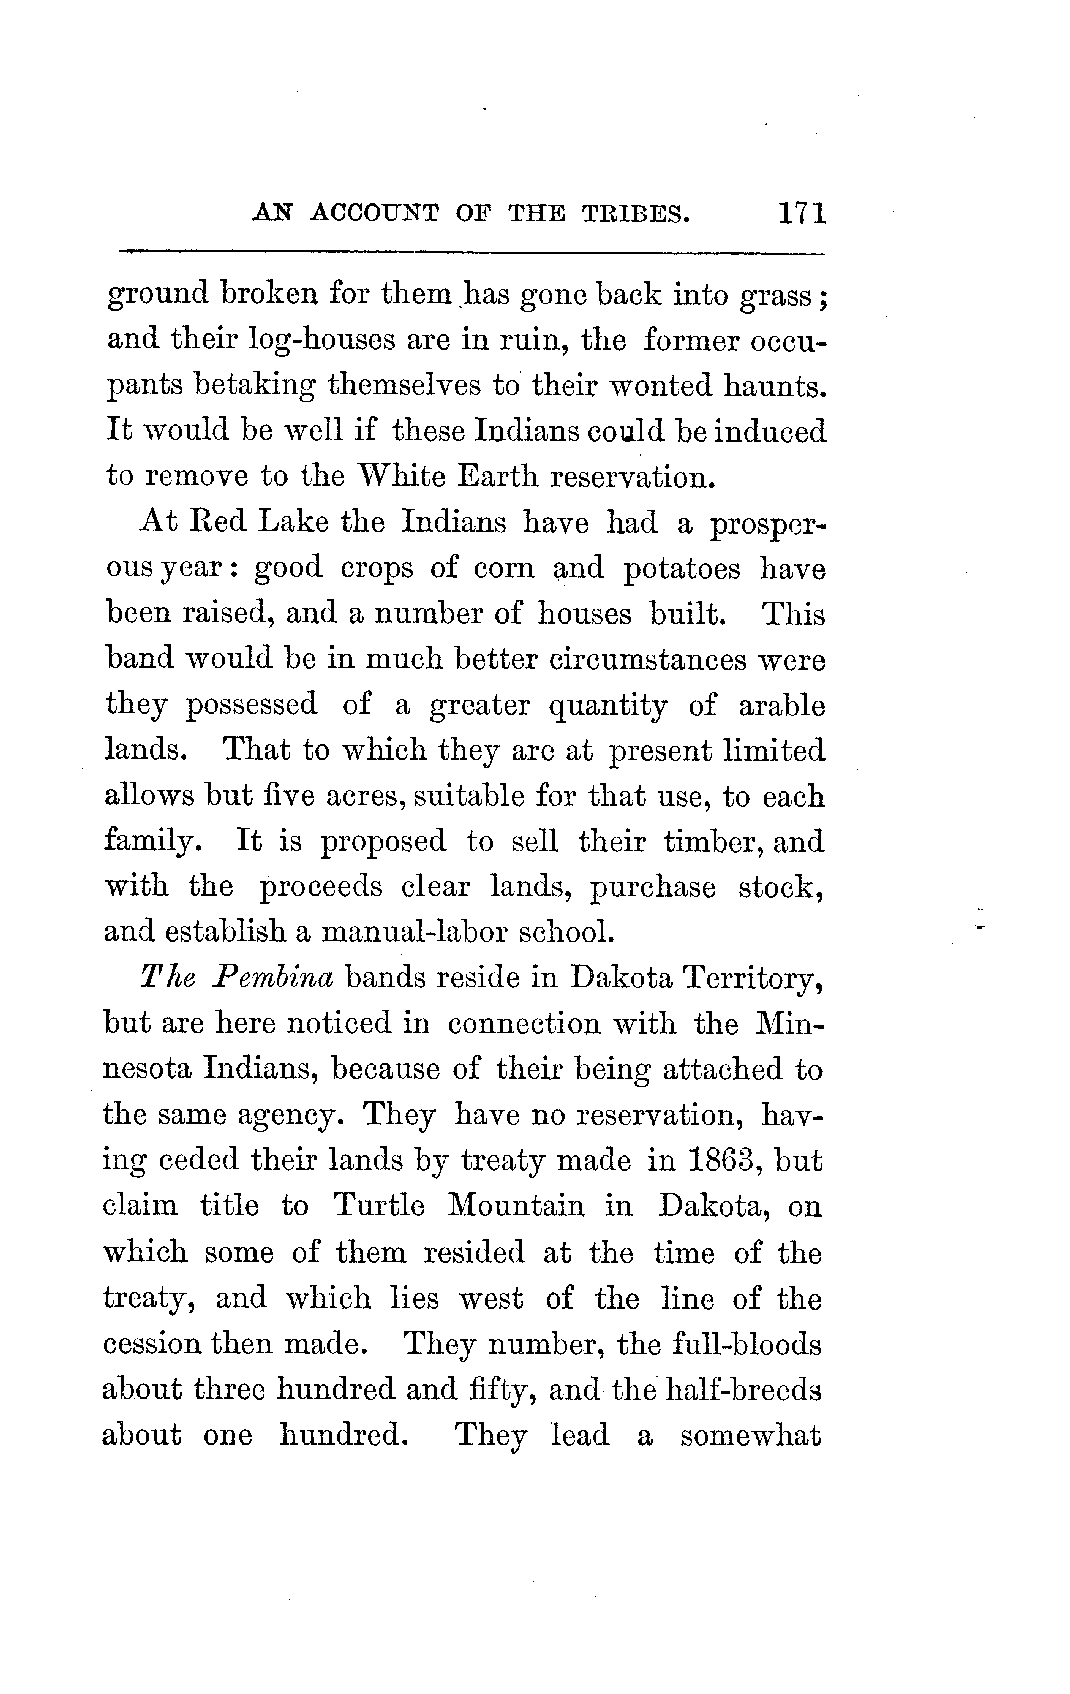 AN ACCOUNT OF THE TRIBES. 171
ground broken for them has gone back into grass;
and their log-houses are in ruin, the former occu-
pants betaking themselves to their wonted haunts.
It would be well if these Indians could be induced
to remove to the White Earth reservation.
At Red Lake the Indians have had a prosper-
ous year: good crops of corn and potatoes have
been raised, and a number of houses built. This
band would be in much better circumstances were
they possessed of a greater quantity of arable
lands. That to which they are at present limited
allows but five acres, suitable for that use, to each
family. It is proposed to sell their timber, and
with the proceeds clear lands, purchase stock,
and establish a manual-labor school.
The Pembina bands reside in Dakota Territory,
but are here noticed in connection with the Min-
nesota Indians, because of their being attached to
the same agency. They have no reservation, hav-
ing ceded their lands by treaty made in 1863, but
claim title to Turtle Mountain in Dakota, on
which some of them resided at the time of the
treaty, and which lies west of the line of the
cession then made. They number, the full-bloods
about three hundred and fifty, and the half-breeds
about one hundred. They lead a somewhat